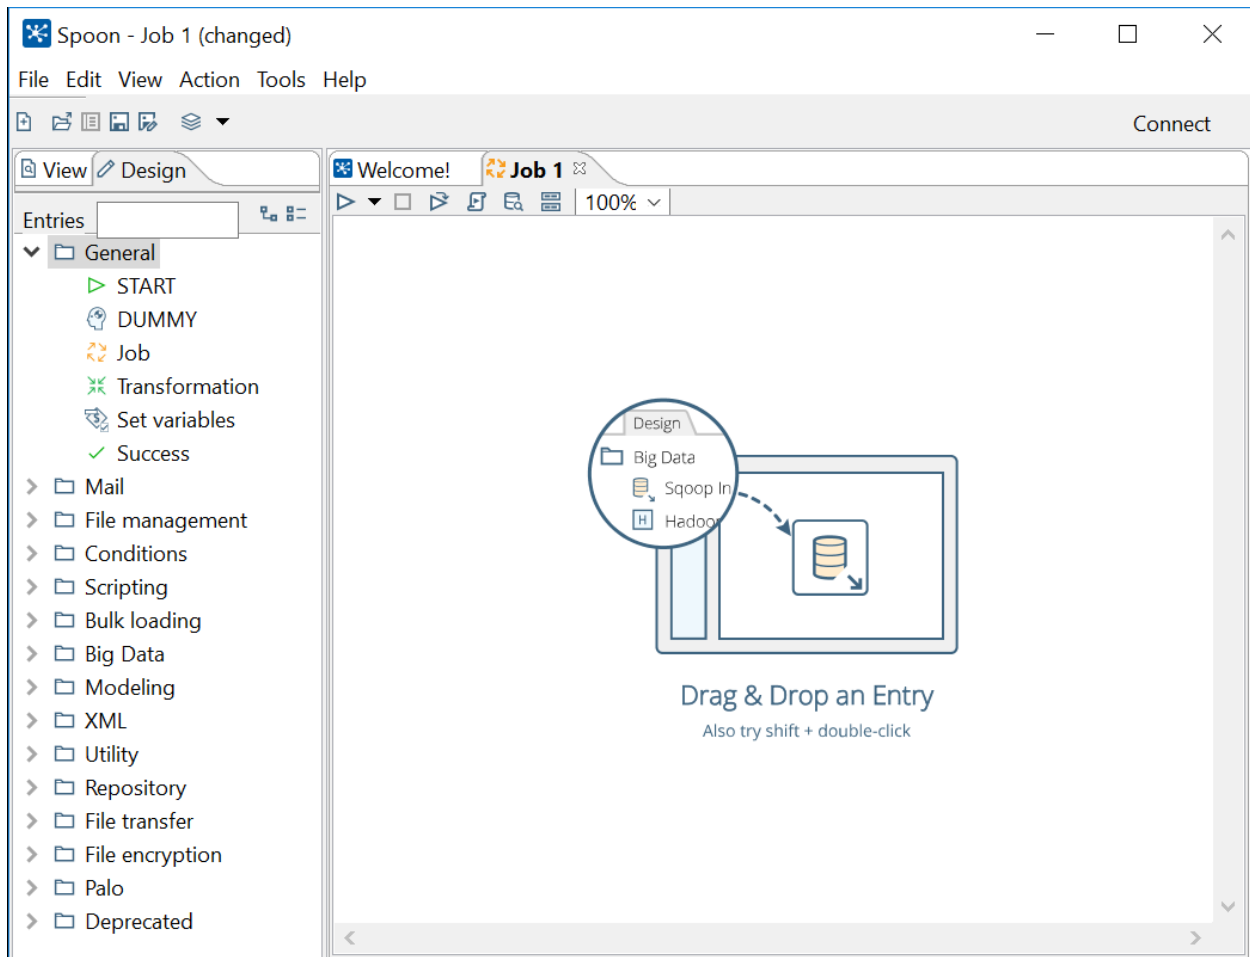 Spoon - Job 1 (changed)
File Edit View Action Tools Help
Connect
View Design
Entries
General
START
DUMMY
Job
Transformation
Set variables
Success
Mail
File management
Conditions
Scripting
Bulk loading
Big Data
Modeling
XML
Utility
Repository
File transfer
File encryption
Palo
Deprecated
Welcome! Job 1
100%
Design
Big Data
Sqoop In
H Hadoop
Drag & Drop an Entry
Also try shift + double-click